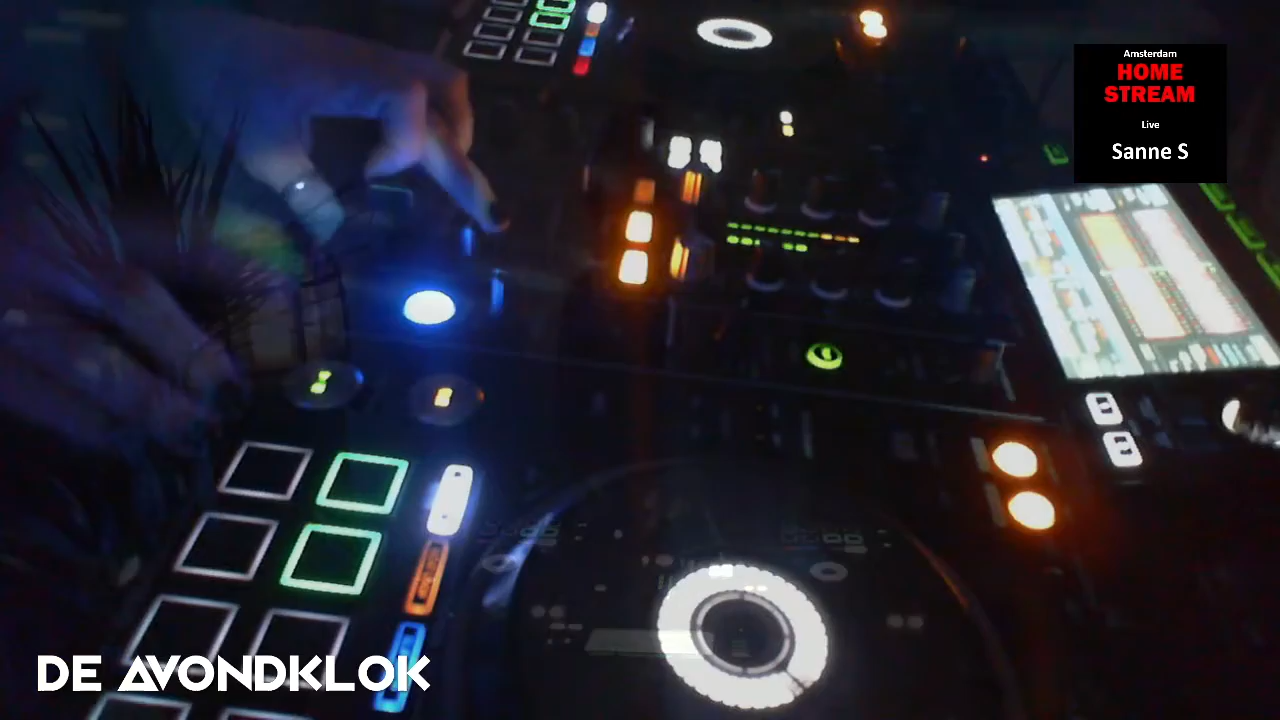 Amsterdam
HOME
STREAM
Live
Sanne S
DE AVONDKLOK